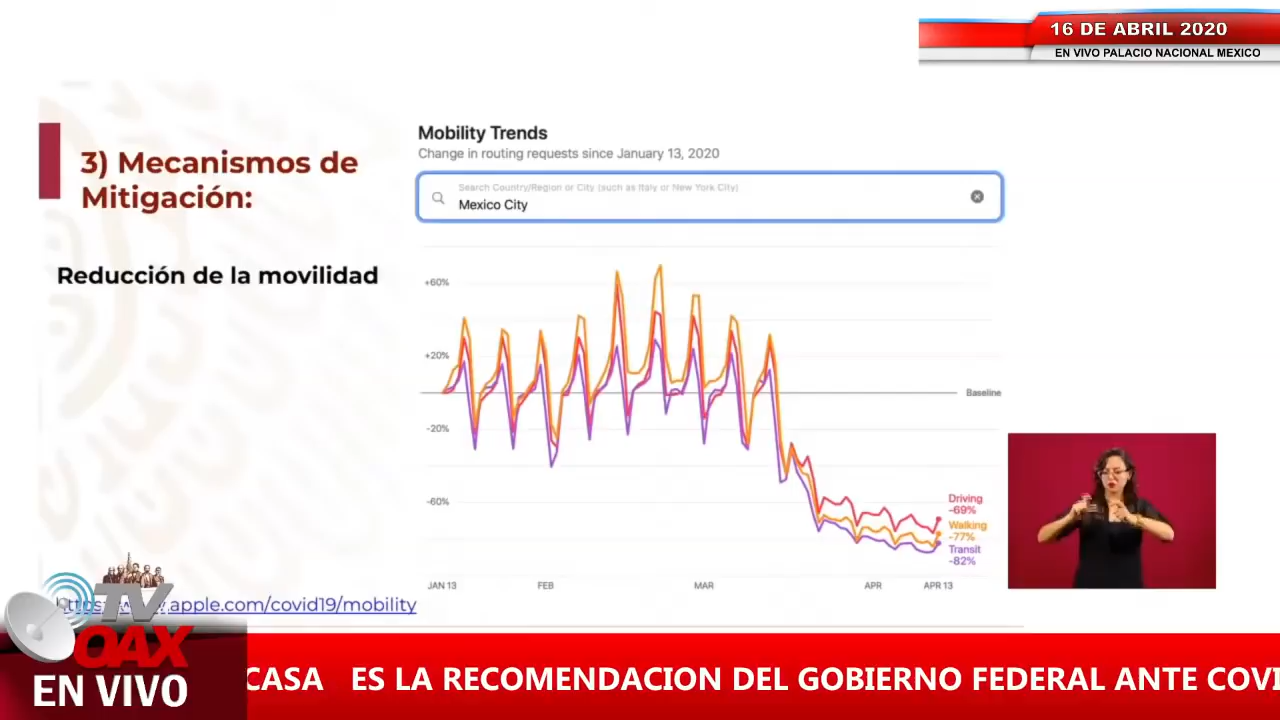 16 DE ABRIL 2020
EN VIVO PALACIO NACIONAL MEXICO
3) Mecanismos de
Mitigación:
Reducción de la movilidad
Mobility Trends
Change in routing requests since January 13, 2020
Search Country/Region or City (such as Italy or New York City)
Mexico City
+60%
+20%
Baseline
-20%
-60%
Driving
-69%
Walking
-77%
Transit
-82%
JAN 13 FEB MAR APR APR 13
apple.com/covid19/mobility
TV
OAX
EN VIVO
CASA ES LA RECOMENDACION DEL GOBIERNO FEDERAL ANTE COVI